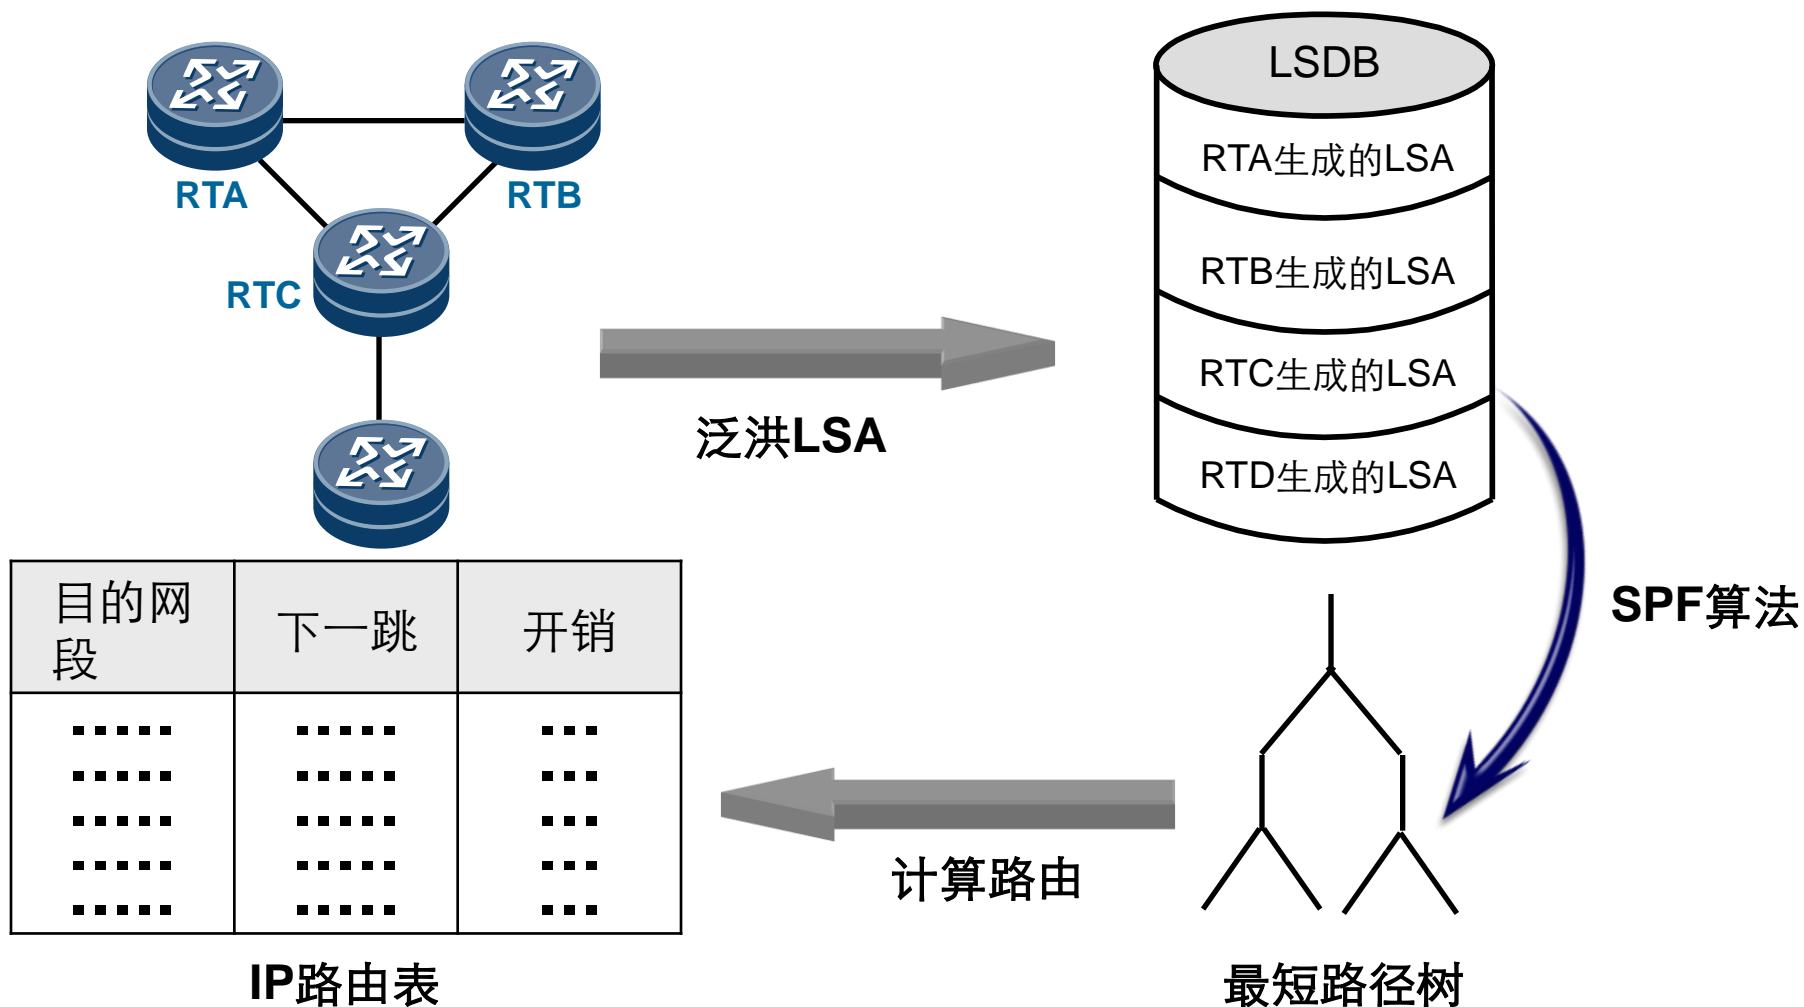 LSDB
RTA生成的LSA
RTA
RTB
RTB生成的LSA
RTC
RTC生成的LSA
泛洪LSA
RTD生成的LSA
目的网
段
下一跳
开销
SPF算法
计算路由
IP路由表
最短路径树